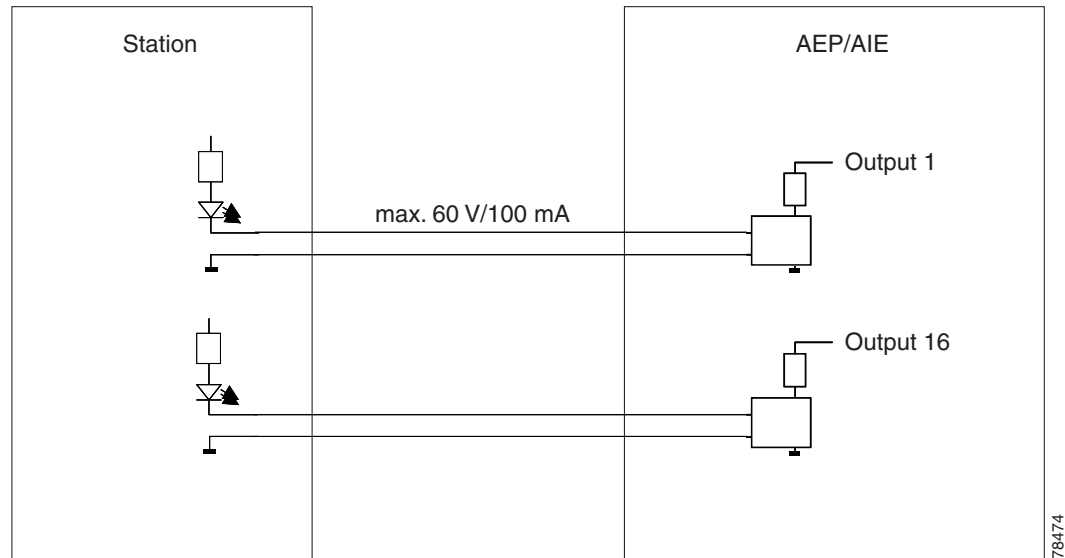 Station
AEP/AIE
Output 1
max. 60 V/100 mA
Output 16
78474